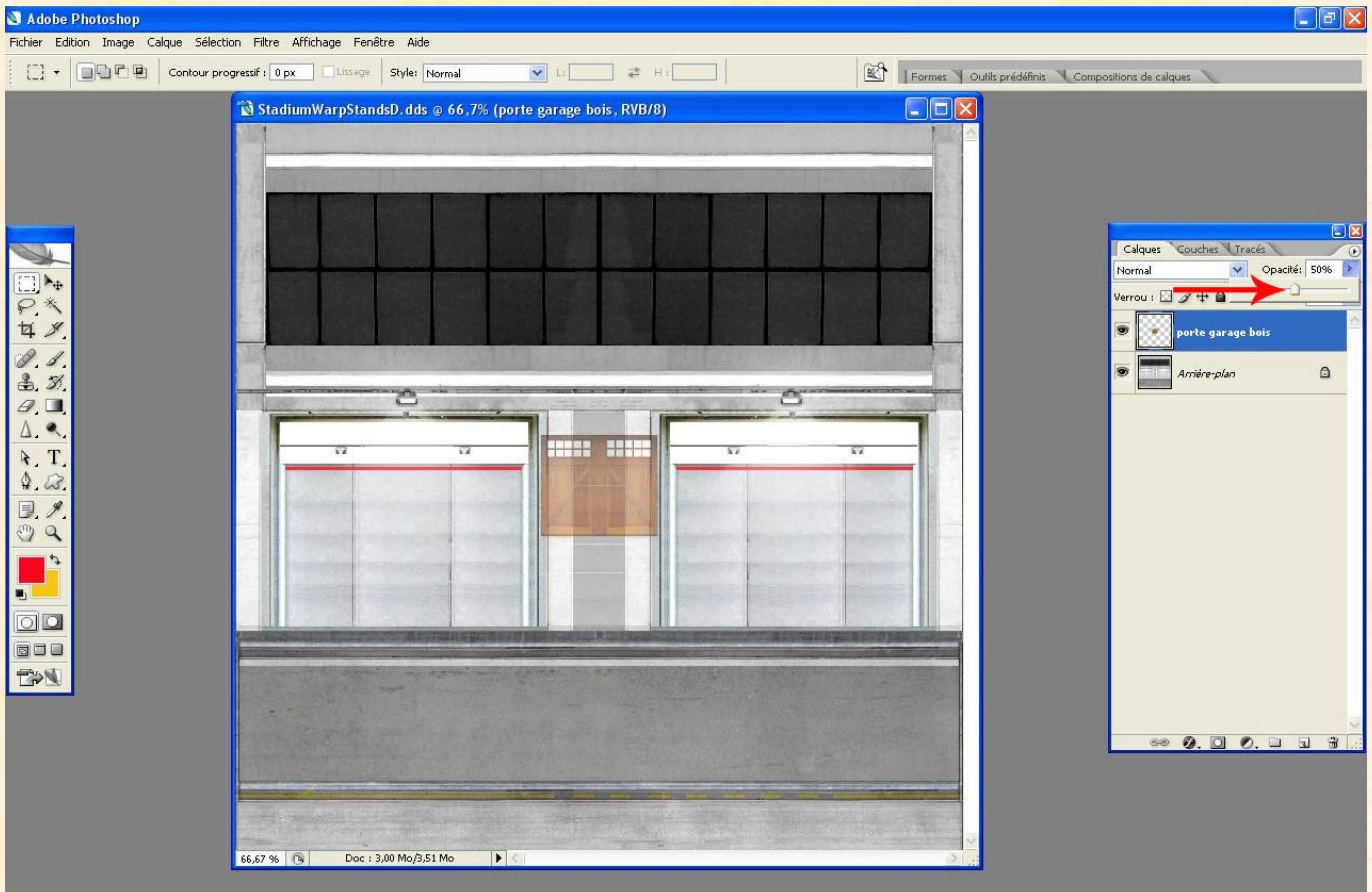 Adobe Photoshop
Fichier Edition Image Calque Sélection Filtre Affichage Fenêtre Aide
Contour progressif : 0 px Lissage Style: Normal L: H: Formes Outils prédéfinis Compositions de calques
StadiumWarpStandsD.dds @ 66,7% (porte garage bois, RVB/8)
Calques Couches Tracés
Normal Opacité: 50%
Verrou :
porte garage bois
Arrière-plan
T
66,67 % Doc : 3,00 Mo/3,51 Mo